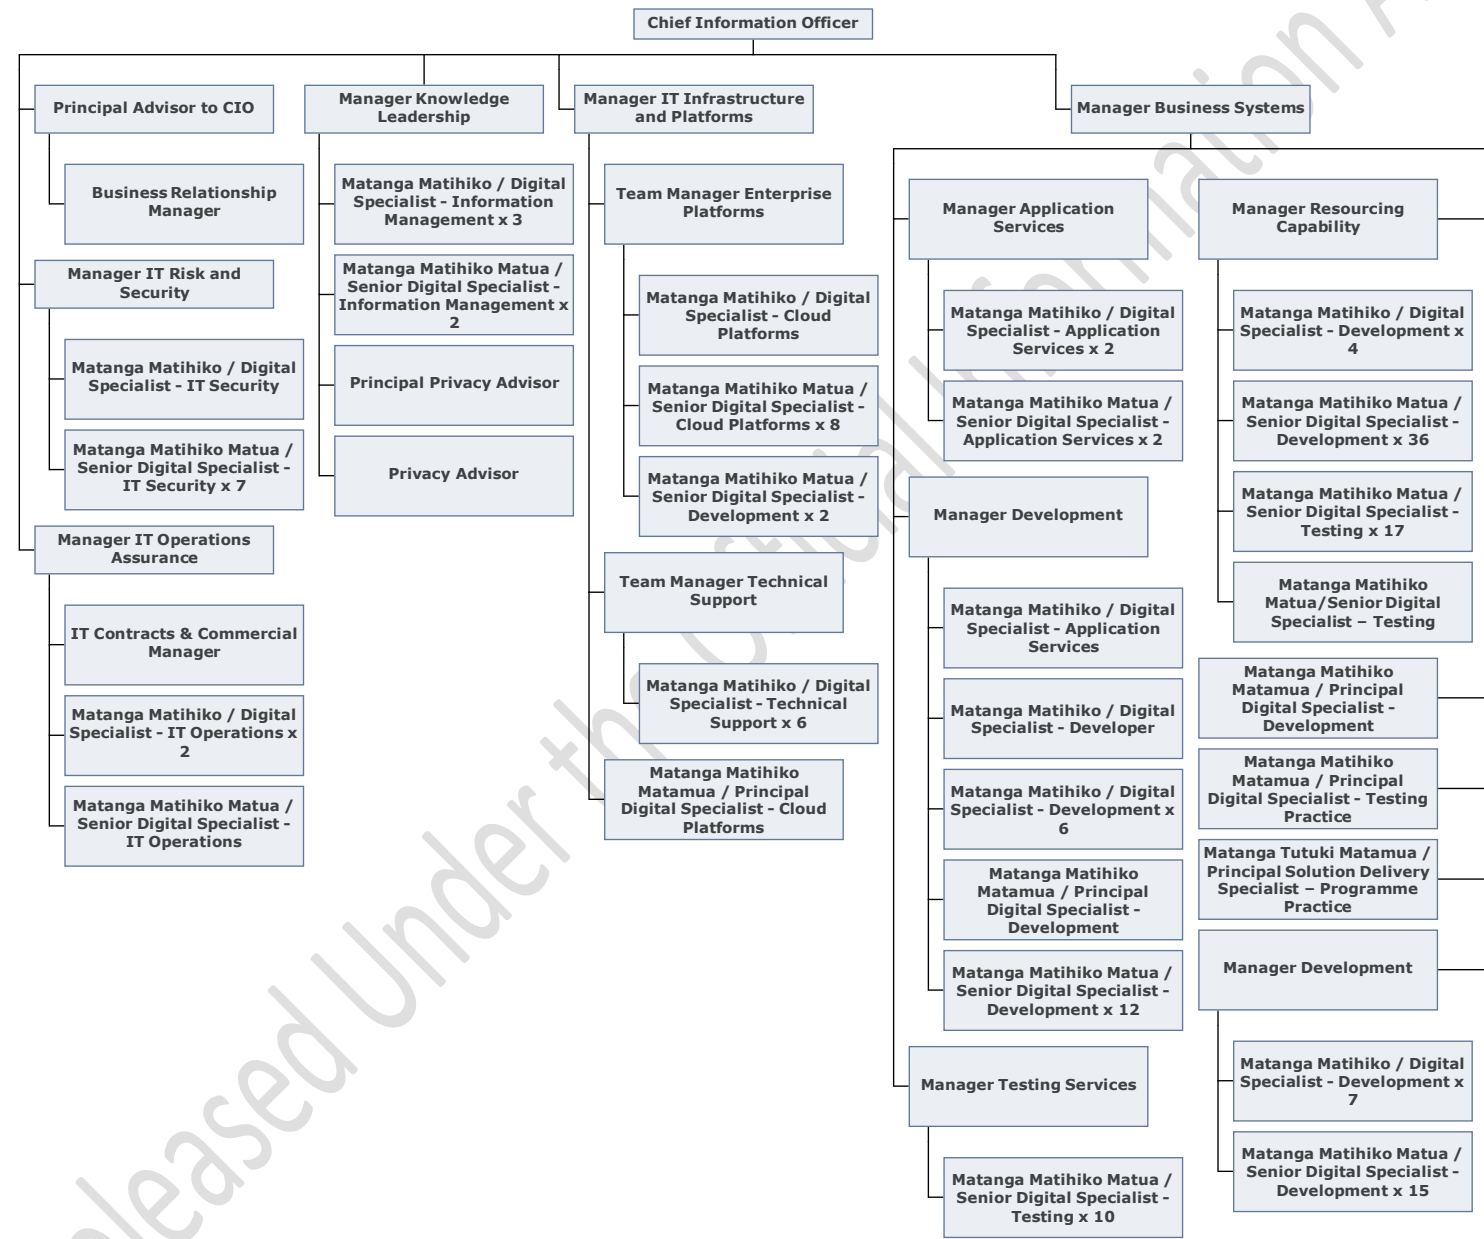 Chief Information Officer
Principal Advisor to CIO
Business Relationship
Manager
Manager IT Risk and
Security
Matanga Matihiko / Digital
Specialist - IT Security
Matanga Matihiko Matua /
Senior Digital Specialist -
IT Security x 7
Manager IT Operations
Assurance
IT Contracts & Commercial
Manager
Matanga Matihiko / Digital
Specialist - IT Operations x
2
Matanga Matihiko Matua /
Senior Digital Specialist -
IT Operations
Manager Knowledge
Leadership
Matanga Matihiko / Digital
Specialist - Information
Management x 3
Matanga Matihiko Matua /
Senior Digital Specialist -
Information Management x
2
Principal Privacy Advisor
Privacy Advisor
Manager IT Infrastructure
and Platforms
Team Manager Enterprise
Platforms
Matanga Matihiko / Digital
Specialist - Cloud
Platforms
Matanga Matihiko Matua /
Senior Digital Specialist -
Cloud Platforms x 8
Matanga Matihiko Matua /
Senior Digital Specialist -
Development x 2
Team Manager Technical
Support
Matanga Matihiko / Digital
Specialist - Technical
Support x 6
Matanga Matihiko
Matamua / Principal
Digital Specialist - Cloud
Platforms
Manager Business Systems
Manager Application
Services
Matanga Matihiko / Digital
Specialist - Application
Services x 2
Matanga Matihiko Matua /
Senior Digital Specialist -
Application Services x 2
Manager Development
Matanga Matihiko / Digital
Specialist - Application
Services
Matanga Matihiko / Digital
Specialist - Developer
Matanga Matihiko / Digital
Specialist - Development x
6
Matanga Matihiko
Matamua / Principal
Digital Specialist -
Development
Matanga Matihiko Matua /
Senior Digital Specialist -
Development x 12
Manager Testing Services
Matanga Matihiko Matua /
Senior Digital Specialist -
Testing x 10
Manager Resourcing
Capability
Matanga Matihiko / Digital
Specialist - Development x
4
Matanga Matihiko Matua /
Senior Digital Specialist -
Development x 36
Matanga Matihiko Matua /
Senior Digital Specialist -
Testing x 17
Matanga Matihiko
Matua/Senior Digital
Specialist – Testing
Matanga Matihiko
Matamua / Principal
Digital Specialist -
Development
Matanga Matihiko
Matamua / Principal
Digital Specialist - Testing
Practice
Matanga Tutuki Matamua /
Principal Solution Delivery
Specialist – Programme
Practice
Manager Development
Matanga Matihiko / Digital
Specialist - Development x
7
Matanga Matihiko Matua /
Senior Digital Specialist -
Development x 15